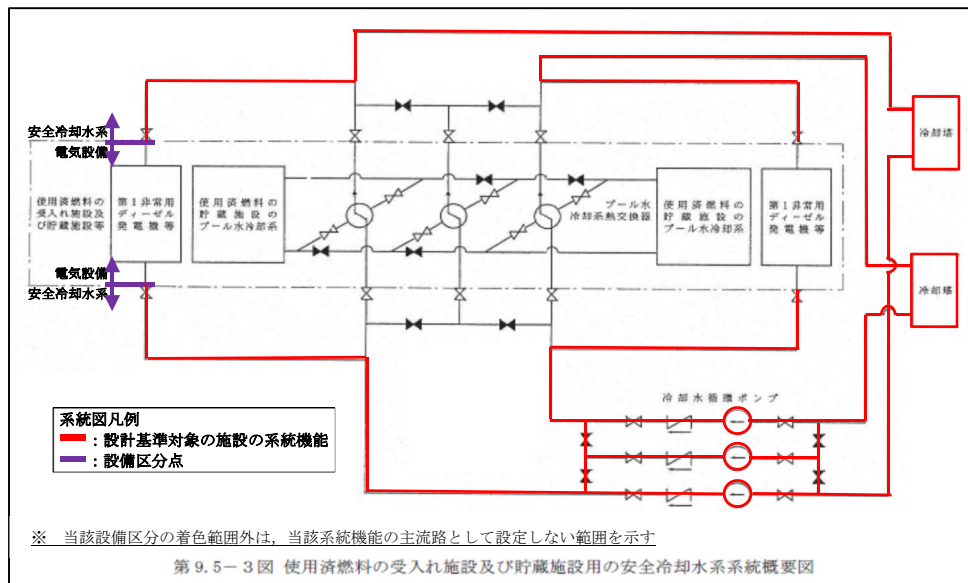 冷却塔
安全冷却水系
電気設備
使用済燃料の
受入れ施設及
び貯蔵施設等
第1非常用
ディーゼル
発電機等
使用済燃料の
貯蔵施設の
プール水冷却系
プール水
冷却系熱交換器
使用済燃料の
貯蔵施設の
プール水冷却系
第1非常用
ディーゼル
発電機等
電気設備
安全冷却水系
冷却塔
冷却水循環ポンプ
系統図凡例
:設計基準対象の施設の系統機能
:設備区分点
※ 当該設備区分の着色範囲外は,当該系統機能の主流路として設定しない範囲を示す
第9.5-3図 使用済燃料の受入れ施設及び貯蔵施設用の安全冷却水系系統概要図